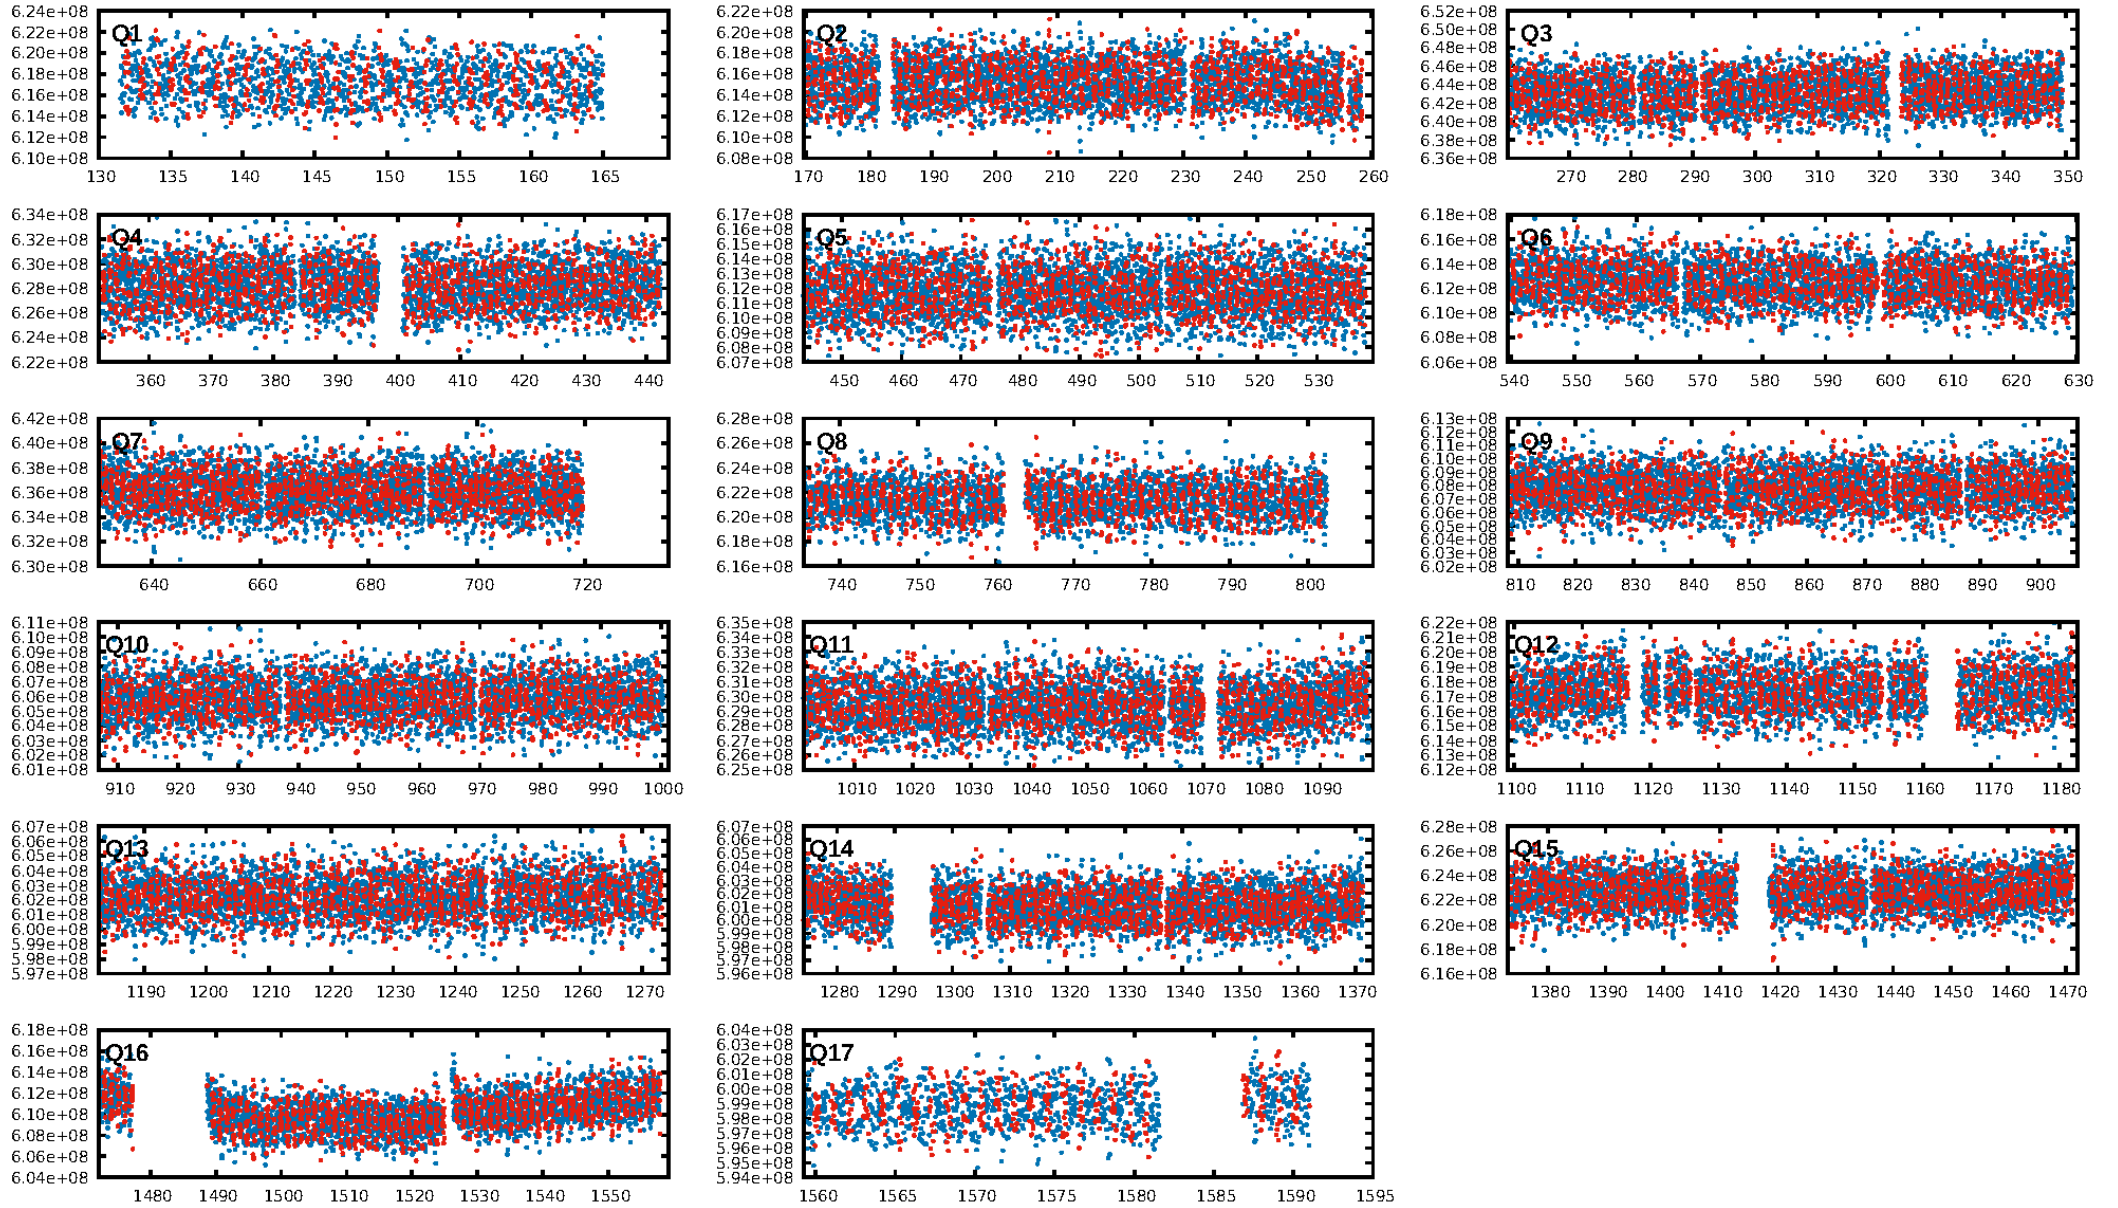 Q1
6.24e+08
6.22e+08
6.20e+08
6.18e+08
6.16e+08
6.14e+08
6.12e+08
6.10e+08
130 135 140 145 150 155 160 165
Q2
6.22e+08
6.20e+08
6.18e+08
6.16e+08
6.14e+08
6.12e+08
6.10e+08
6.08e+08
170 180 190 200 210 220 230 240 250 260
Q3
6.52e+08
6.50e+08
6.48e+08
6.46e+08
6.44e+08
6.42e+08
6.40e+08
6.38e+08
6.36e+08
270 280 290 300 310 320 330 340 350
Q4
6.34e+08
6.32e+08
6.30e+08
6.28e+08
6.26e+08
6.24e+08
6.22e+08
360 370 380 390 400 410 420 430 440
Q5
6.17e+08
6.16e+08
6.15e+08
6.14e+08
6.13e+08
6.12e+08
6.11e+08
6.10e+08
6.09e+08
6.08e+08
6.07e+08
450 460 470 480 490 500 510 520 530
Q6
6.18e+08
6.16e+08
6.14e+08
6.12e+08
6.10e+08
6.08e+08
6.06e+08
540 550 560 570 580 590 600 610 620 630
Q7
6.42e+08
6.40e+08
6.38e+08
6.36e+08
6.34e+08
6.32e+08
6.30e+08
640 660 680 700 720
Q8
6.28e+08
6.26e+08
6.24e+08
6.22e+08
6.20e+08
6.18e+08
6.16e+08
740 750 760 770 780 790 800
Q9
6.13e+08
6.12e+08
6.11e+08
6.10e+08
6.09e+08
6.08e+08
6.07e+08
6.06e+08
6.05e+08
6.04e+08
6.03e+08
6.02e+08
810 820 830 840 850 860 870 880 890 900
Q10
6.11e+08
6.10e+08
6.09e+08
6.08e+08
6.07e+08
6.06e+08
6.05e+08
6.04e+08
6.03e+08
6.02e+08
6.01e+08
910 920 930 940 950 960 970 980 990 1000
Q11
6.35e+08
6.34e+08
6.33e+08
6.32e+08
6.31e+08
6.30e+08
6.29e+08
6.28e+08
6.27e+08
6.26e+08
6.25e+08
1010 1020 1030 1040 1050 1060 1070 1080 1090
Q12
6.22e+08
6.21e+08
6.20e+08
6.19e+08
6.18e+08
6.17e+08
6.16e+08
6.15e+08
6.14e+08
6.13e+08
6.12e+08
1100 1110 1120 1130 1140 1150 1160 1170 1180
Q13
6.07e+08
6.06e+08
6.05e+08
6.04e+08
6.03e+08
6.02e+08
6.01e+08
6.00e+08
5.99e+08
5.98e+08
5.97e+08
1190 1200 1210 1220 1230 1240 1250 1260 1270
Q14
6.07e+08
6.06e+08
6.05e+08
6.04e+08
6.03e+08
6.02e+08
6.01e+08
6.00e+08
5.99e+08
5.98e+08
5.97e+08
5.96e+08
1280 1290 1300 1310 1320 1330 1340 1350 1360 1370
Q15
6.28e+08
6.26e+08
6.24e+08
6.22e+08
6.20e+08
6.18e+08
6.16e+08
1380 1390 1400 1410 1420 1430 1440 1450 1460 1470
Q16
6.18e+08
6.16e+08
6.14e+08
6.12e+08
6.10e+08
6.08e+08
6.06e+08
6.04e+08
1480 1490 1500 1510 1520 1530 1540 1550
Q17
6.04e+08
6.03e+08
6.02e+08
6.01e+08
6.00e+08
5.99e+08
5.98e+08
5.97e+08
5.96e+08
5.95e+08
5.94e+08
1560 1565 1570 1575 1580 1585 1590 1595